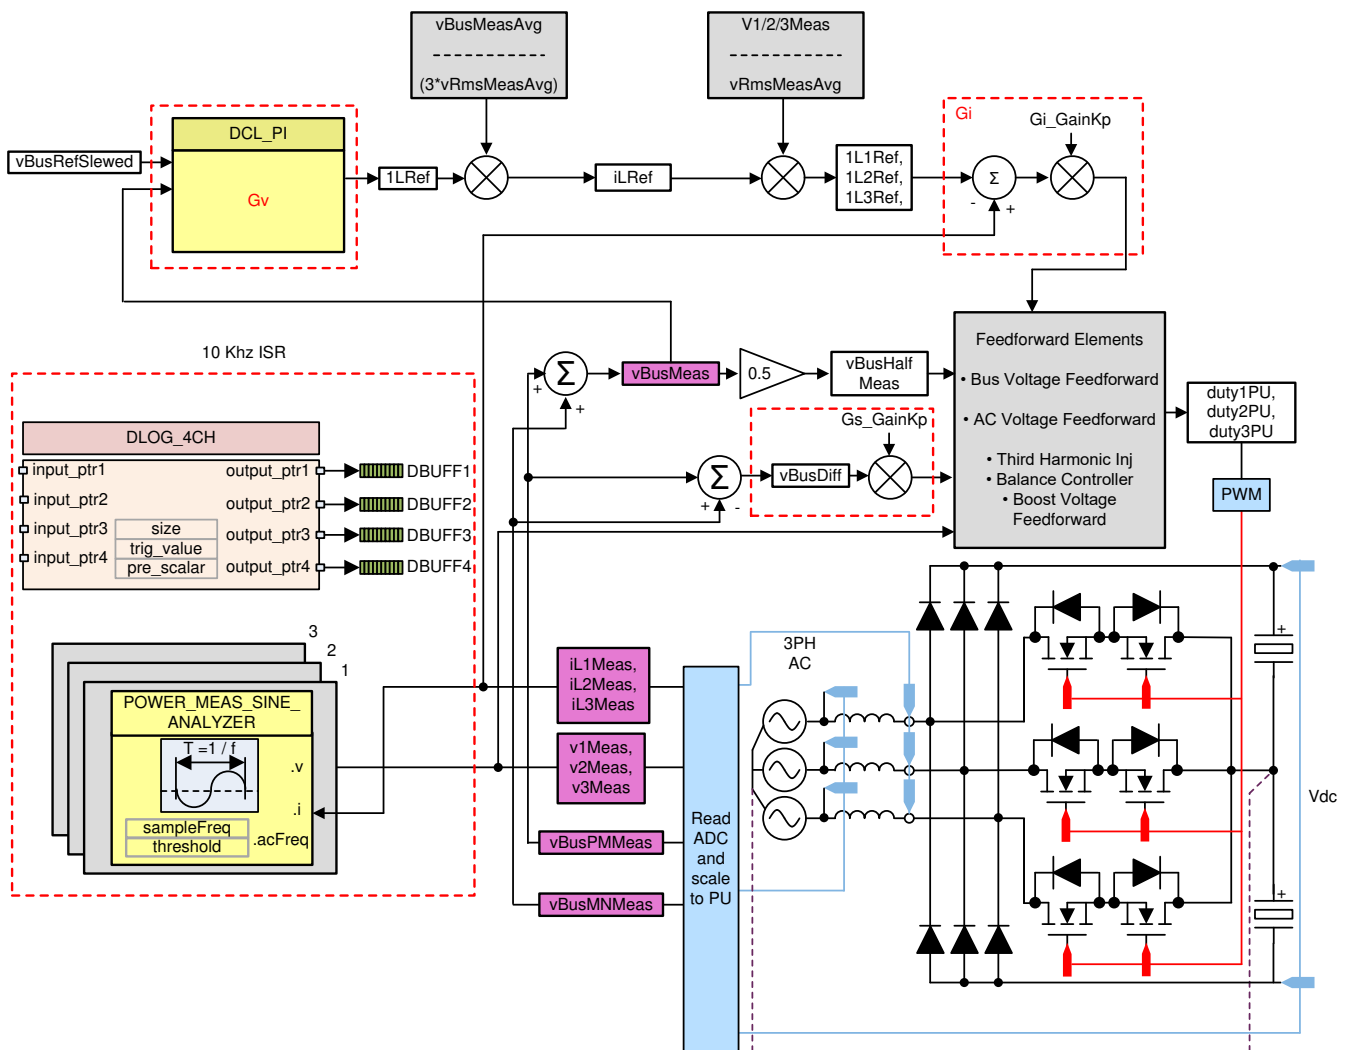 vBusMeasAvg
(3*vRmsMeasAvg)
V1/2/3Meas
vRmsMeasAvg
Gi
Gi_GainKp
DCL_PI
Gv
vBusRefSlewed
1LRef
iLRef
1L1Ref,
1L2Ref,
1L3Ref,
Σ
-
+
10 Khz ISR
DLOG_4CH
input_ptr1
input_ptr2
input_ptr3
input_ptr4
size
trig_value
pre_scalar
output_ptr1
output_ptr2
output_ptr3
output_ptr4
DBUFF1
DBUFF2
DBUFF3
DBUFF4
Σ
+
+
vBusMeas
0.5
vBusHalf
Meas
Gs_GainKp
Σ
+
-
vBusDiff
Feedforward Elements
• Bus Voltage Feedforward
• AC Voltage Feedforward
• Third Harmonic Inj
• Balance Controller
• Boost Voltage
Feedforward
duty1PU,
duty2PU,
duty3PU
PWM
3
2
1
POWER_MEAS_SINE_
ANALYZER
T =1 / f
.v
.i
.acFreq
sampleFreq
threshold
iL1Meas,
iL2Meas,
iL3Meas
v1Meas,
v2Meas,
v3Meas
vBusPMMeas
vBusMNMeas
Read
ADC
and
scale
to PU
3PH
AC
+
+
Vdc